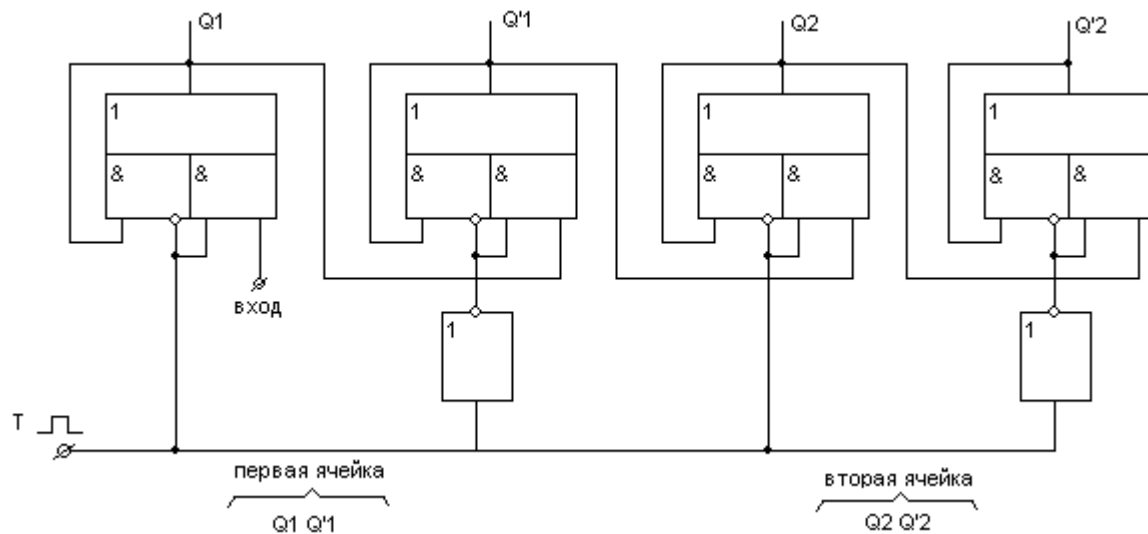 Q1 Q'1 Q2 Q'2
1 1 1 1
& & & & & & & &
вход
1 1
T
первая ячейка вторая ячейка
Q1 Q'1 Q2 Q'2